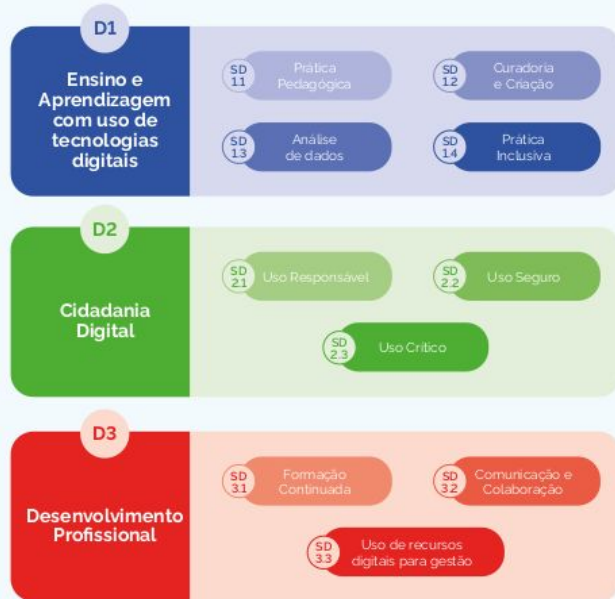 D1
Ensino e
Aprendizagem
com uso de
tecnologias
digitais
SD
1.1
Prática
Pedagógica
SD
1.2
Curadoria
e Criação
SD
1.3
Análise
de dados
SD
1.4
Prática
Inclusiva
D2
Cidadania
Digital
SD
2.1
Uso Responsável
SD
2.2
Uso Seguro
SD
2.3
Uso Crítico
D3
Desenvolvimento
Profissional
SD
3.1
Formação
Continuada
SD
3.2
Comunicação e
Colaboração
SD
3.3
Uso de recursos
digitais para gestão